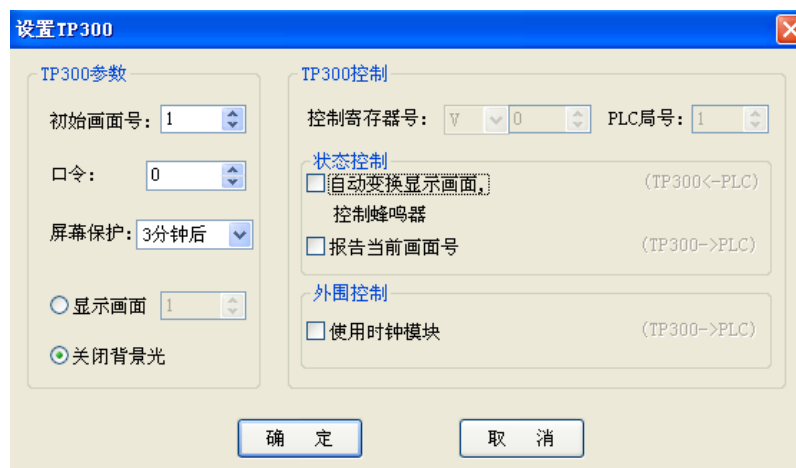 设置TP300
TP300参数
初始画面号: 1
口令: 0
屏幕保护: 3分钟后
显示画面 1
关闭背景光
TP300控制
控制寄存器号: V 0 PLC局号: 1
状态控制
自动变换显示画面, (TP300<-PLC)
控制蜂鸣器
报告当前画面号 (TP300->PLC)
外围控制
使用时钟模块 (TP300->PLC)
确 定 取 消